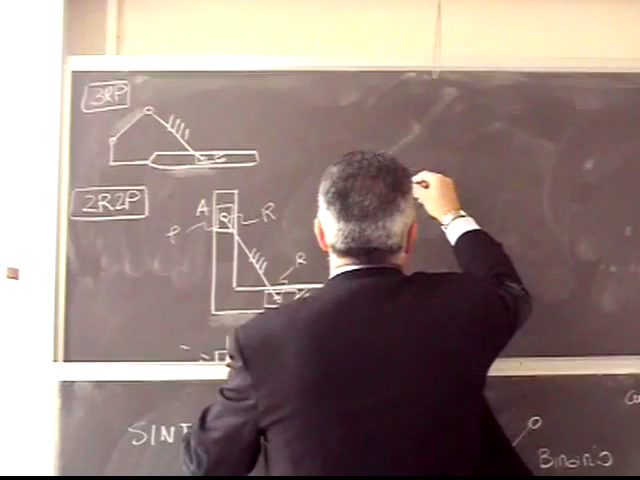 3RP
2R2P
A
R
P
R
SINT
Binario